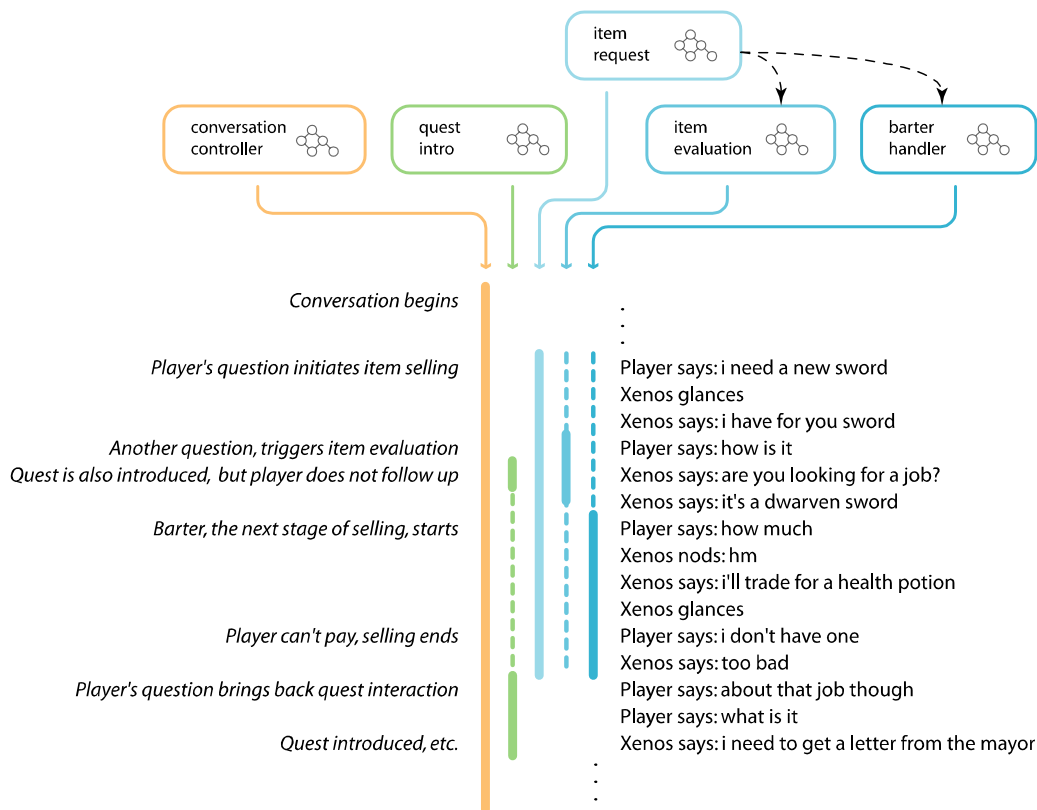 item
request
conversation
controller
quest
intro
item
evaluation
barter
handler
Conversation begins
.
.
.
Player's question initiates item selling
Player says: i need a new sword
Xenos glances
Xenos says: i have for you sword
Another question, triggers item evaluation
Player says: how is it
Quest is also introduced, but player does not follow up
Xenos says: are you looking for a job?
Xenos says: it's a dwarven sword
Barter, the next stage of selling, starts
Player says: how much
Xenos nods: hm
Xenos says: i'll trade for a health potion
Xenos glances
Player can't pay, selling ends
Player says: i don't have one
Xenos says: too bad
Player's question brings back quest interaction
Player says: about that job though
Player says: what is it
Quest introduced, etc.
Xenos says: i need to get a letter from the mayor
.
.
.